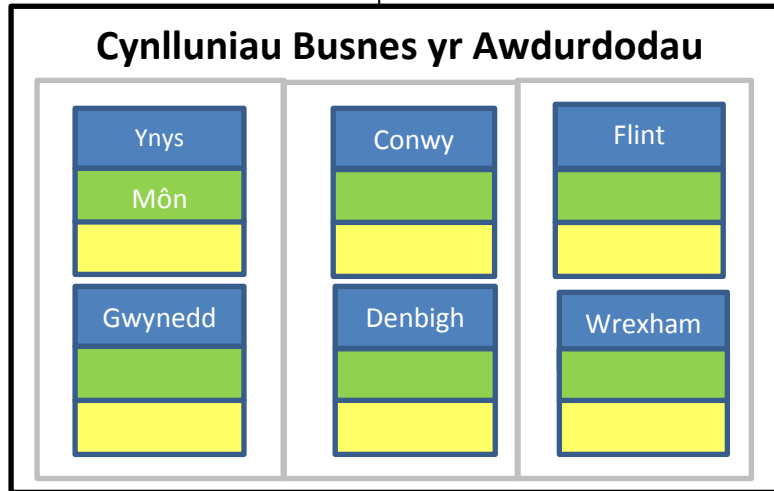 Cynlluniau Busnes yr Awdurdodau
Ynys
Môn
Conwy
Flint
Gwynedd
Denbigh
Wrexham